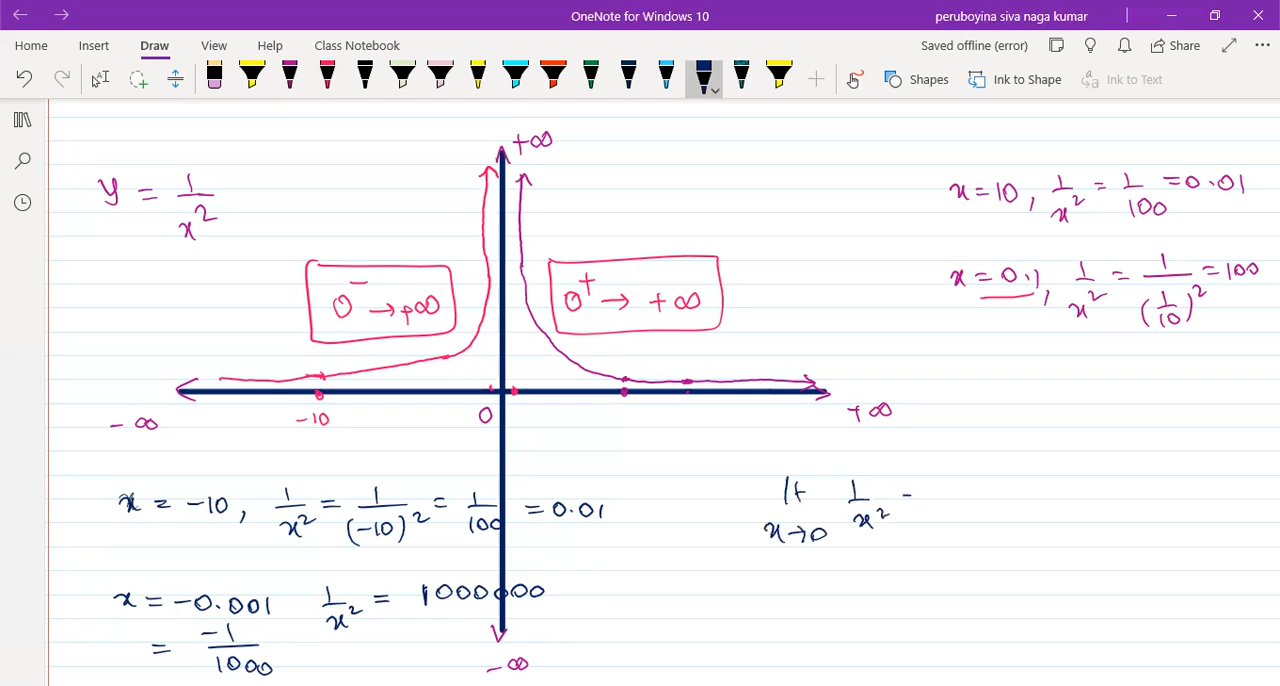 OneNote for Windows 10
peruboyina siva naga kumar
Home Insert Draw View Help Class Notebook
Saved offline (error) Share
Shapes Ink to Shape Ink to Text
+∞
y = 1/x²
x = 10, 1/x² = 1/100 = 0.01
x = 0.1, 1/x² = 1/(1/10)² = 100
0⁻ → +∞
0⁺ → +∞
-∞
-10
0
+∞
x = -10, 1/x² = 1/(-10)² = 1/100 = 0.01
lt x→0 1/x² =
x = -0.001 1/x² = 1000000
= -1/1000
-∞